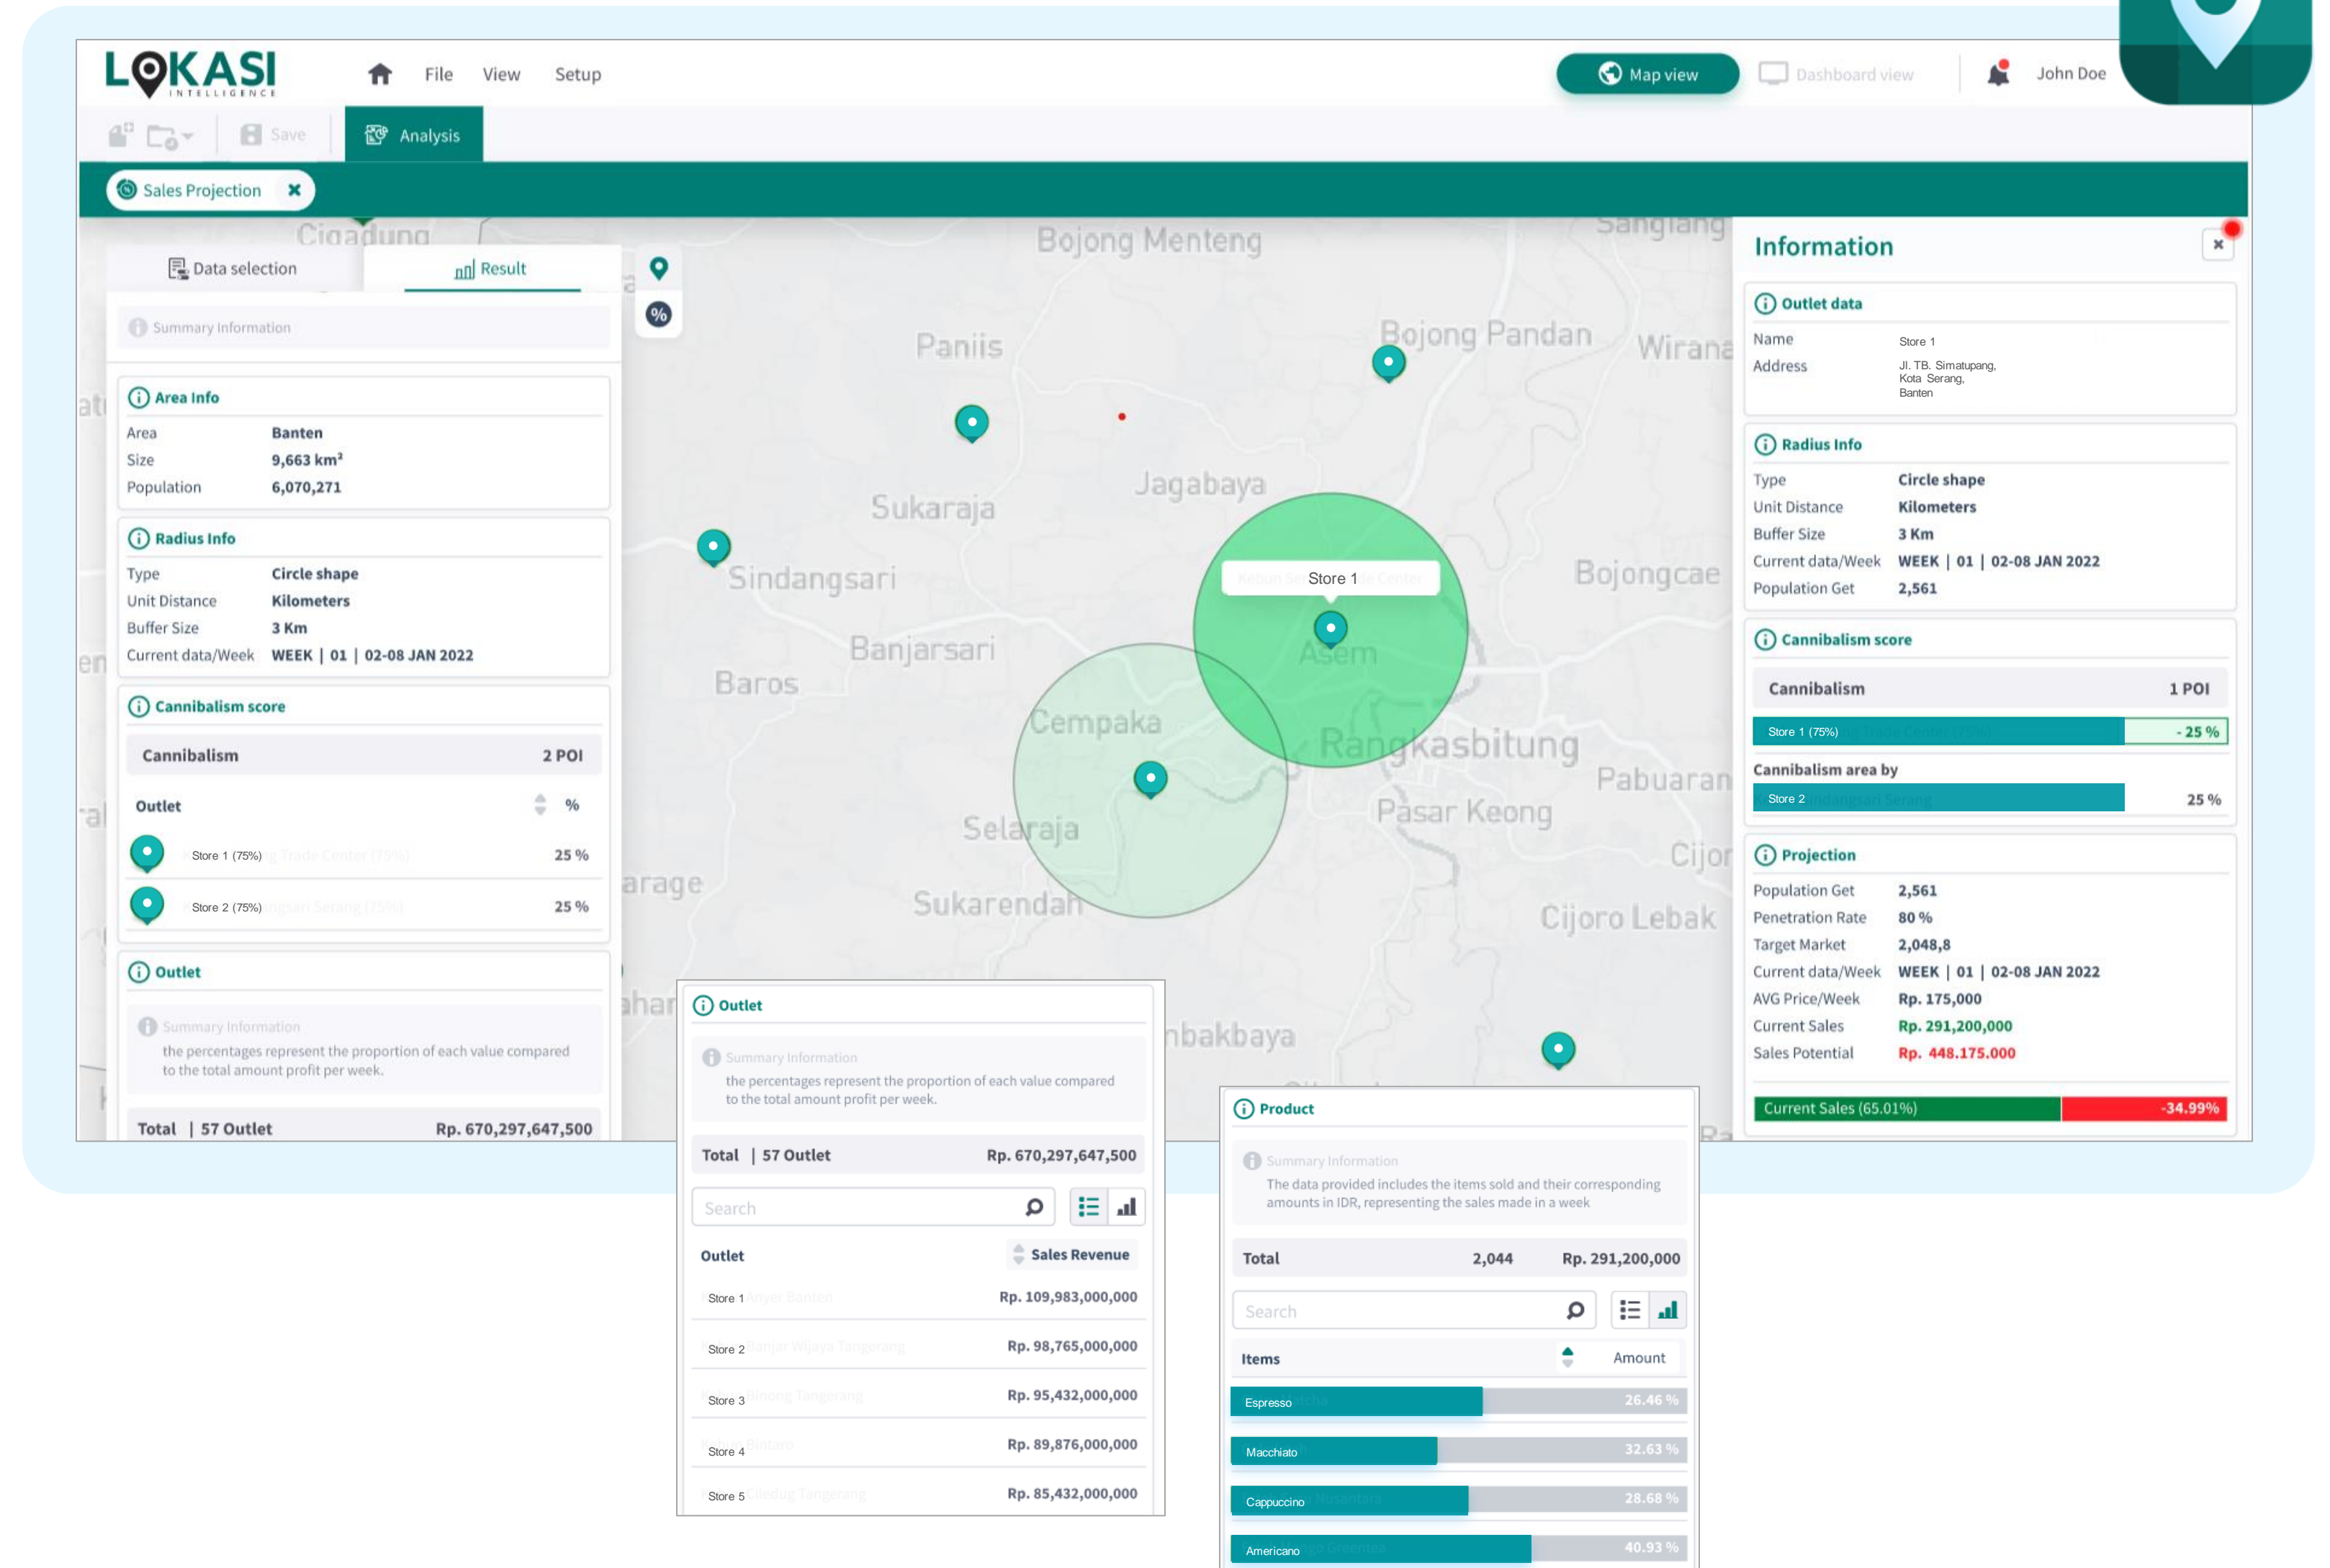 LOKASI
INTELLIGENCE
File View Setup
Map view
Dashboard view
John Doe
Save
Analysis
Sales Projection
Cigadung
Bojong Menteng
Sanglang
Paniis
Bojong Pandan
Wirana
Jagabaya
Sukaraja
Sindangsari
Bojongcae
Banjarsari
Asem
Baros
Cempaka
Rangkasbitung
Pabuaran
Pasar Keong
Selaraja
Cijor
arage
Sukarendah
Cijoro Lebak
ahar
nbakbaya
Store 1
Data selection
Result
%
Summary Information
Area Info
Area Banten
Size 9,663 km²
Population 6,070,271
Radius Info
Type Circle shape
Unit Distance Kilometers
Buffer Size 3 Km
Current data/Week WEEK | 01 | 02-08 JAN 2022
Cannibalism score
Cannibalism 2 POI
Outlet %
Store 1 (75%) 25 %
Store 2 (75%) 25 %
Outlet
Summary Information
the percentages represent the proportion of each value compared
to the total amount profit per week.
Total | 57 Outlet Rp. 670,297,647,500
Information
Outlet data
Name Store 1
Address Jl. TB. Simatupang,
Kota Serang,
Banten
Radius Info
Type Circle shape
Unit Distance Kilometers
Buffer Size 3 Km
Current data/Week WEEK | 01 | 02-08 JAN 2022
Population Get 2,561
Cannibalism score
Cannibalism 1 POI
Store 1 (75%) - 25 %
Cannibalism area by
Store 2 25 %
Projection
Population Get 2,561
Penetration Rate 80 %
Target Market 2,048,8
Current data/Week WEEK | 01 | 02-08 JAN 2022
AVG Price/Week Rp. 175,000
Current Sales Rp. 291,200,000
Sales Potential Rp. 448.175.000
Current Sales (65.01%) -34.99%
Outlet
Summary Information
the percentages represent the proportion of each value compared
to the total amount profit per week.
Total | 57 Outlet Rp. 670,297,647,500
Search
Outlet Sales Revenue
Store 1 Anyer Banten Rp. 109,983,000,000
Store 2 Banjar Wijaya Tangerang Rp. 98,765,000,000
Store 3 Binong Tangerang Rp. 95,432,000,000
Store 4 Bintaro Rp. 89,876,000,000
Store 5 Ciledug Tangerang Rp. 85,432,000,000
Product
Summary Information
The data provided includes the items sold and their corresponding
amounts in IDR, representing the sales made in a week
Total 2,044 Rp. 291,200,000
Search
Items Amount
Espresso 26.46 %
Macchiato 32.63 %
Cappuccino 28.68 %
Americano 40.93 %